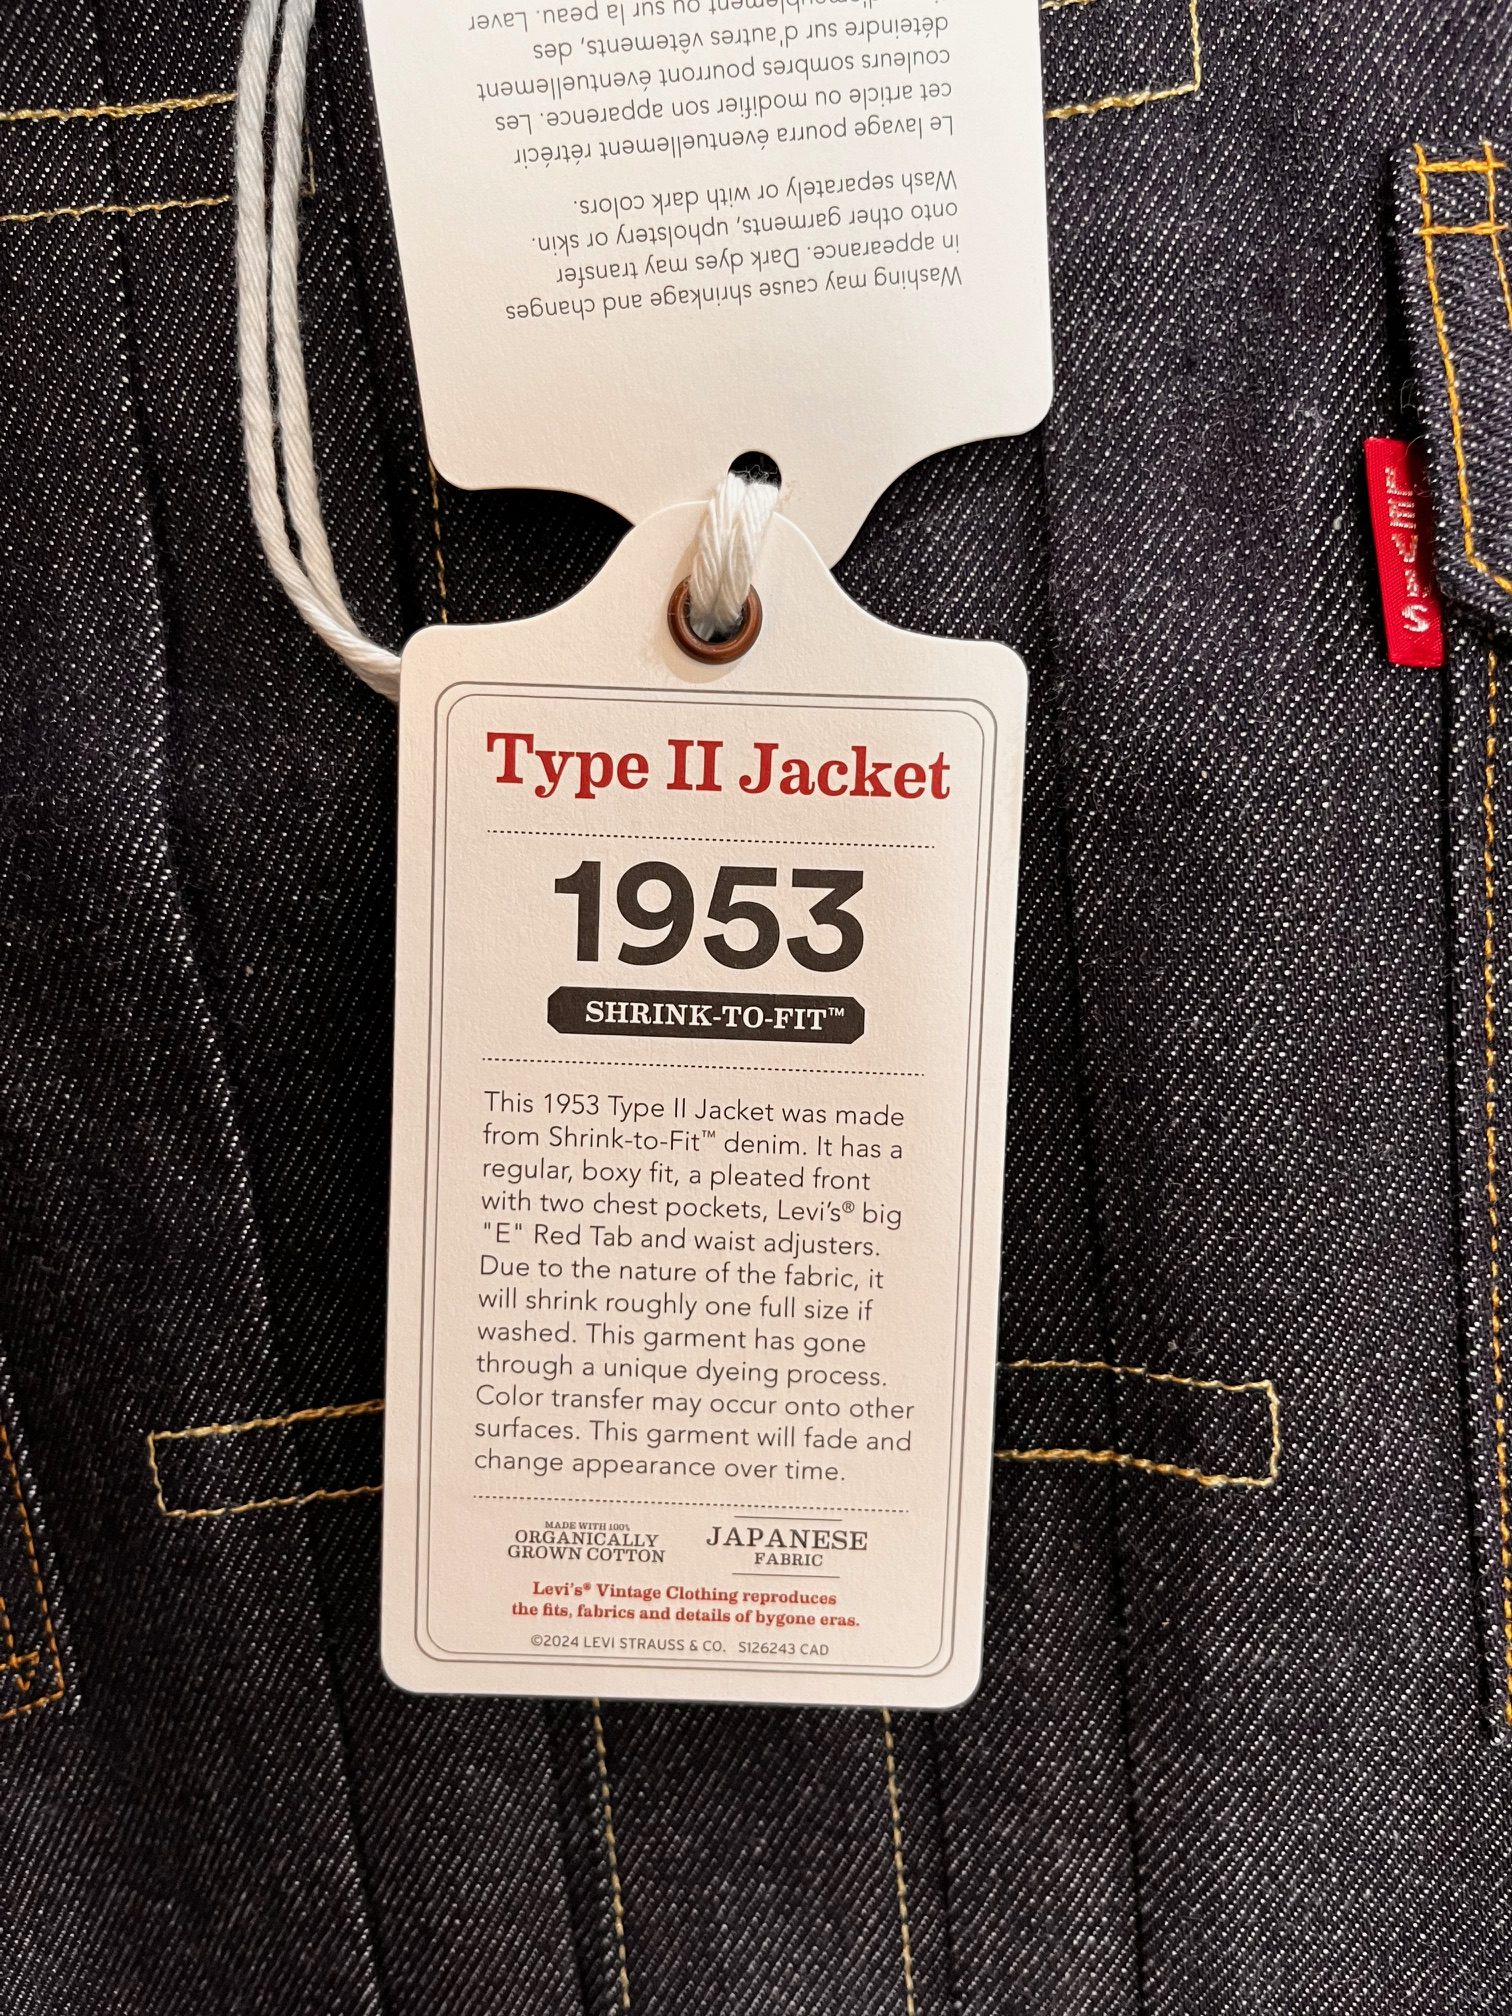 Washing may cause shrinkage and changes
in appearance. Dark dyes may transfer
onto other garments, upholstery or skin.
Wash separately or with dark colors.
Le lavage pourra éventuellement rétrécir
cet article ou modifier son apparence. Les
couleurs sombres pourront éventuellement
déteindre sur d'autres vêtements, des
ou sur la peau. Laver
LEVI'S
Type II Jacket
1953
SHRINK-TO-FIT™
This 1953 Type II Jacket was made
from Shrink-to-Fit™ denim. It has a
regular, boxy fit, a pleated front
with two chest pockets, Levi's® big
"E" Red Tab and waist adjusters.
Due to the nature of the fabric, it
will shrink roughly one full size if
washed. This garment has gone
through a unique dyeing process.
Color transfer may occur onto other
surfaces. This garment will fade and
change appearance over time.
MADE WITH 100%
ORGANICALLY
GROWN COTTON
JAPANESE
FABRIC
Levi's® Vintage Clothing reproduces
the fits, fabrics and details of bygone eras.
©2024 LEVI STRAUSS & CO. S126243 CAD